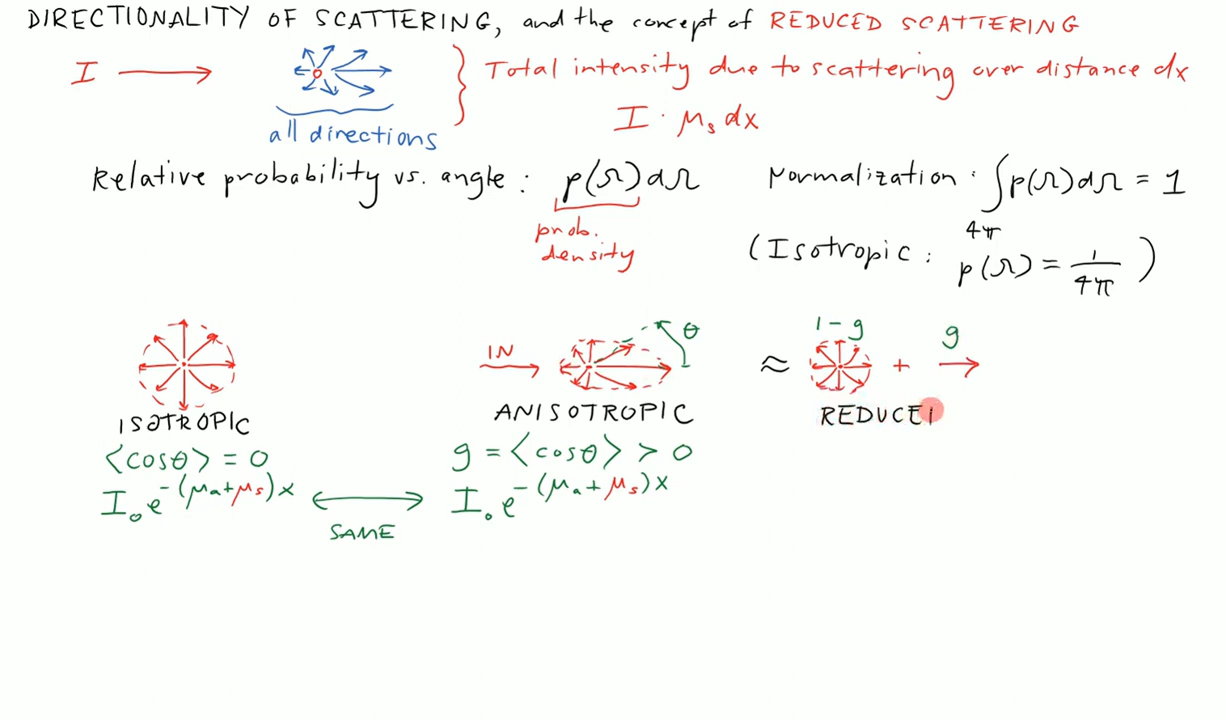 DIRECTIONALITY OF SCATTERING, and the concept of REDUCED SCATTERING
I
Total intensity due to scattering over distance dx
all directions
I · μs dx
Relative probability vs. angle : p(Ω)dΩ
Normalization : ∫p(Ω)dΩ = 1
4π
prob.
density
(Isotropic : p(Ω) = 1/4π )
IN
θ
≈
1 - g
+
g
ISOTROPIC
ANISOTROPIC
REDUCE
<cosθ> = 0
g = <cosθ> > 0
I₀ e^-(μa+μs)x
SAME
I₀ e^-(μa+μs)x